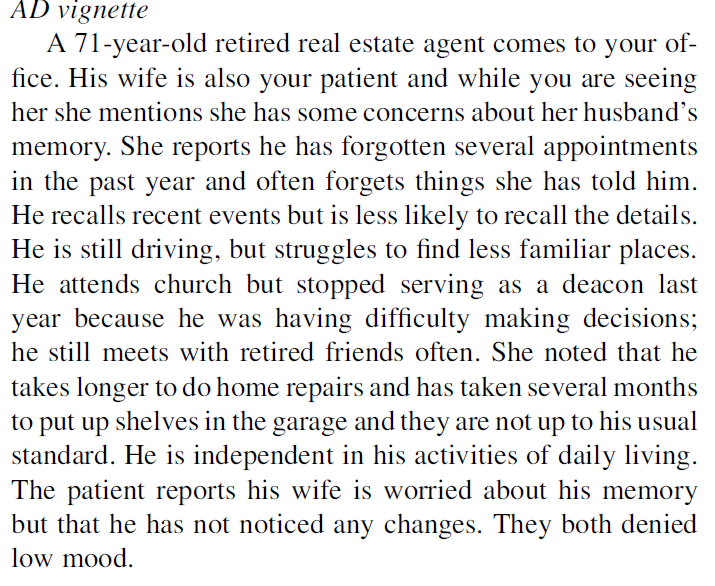 AD vignette
A 71-year-old retired real estate agent comes to your of-
fice. His wife is also your patient and while you are seeing
her she mentions she has some concerns about her husband's
memory. She reports he has forgotten several appointments
in the past year and often forgets things she has told him.
He recalls recent events but is less likely to recall the details.
He is still driving, but struggles to find less familiar places.
He attends church but stopped serving as a deacon last
year because he was having difficulty making decisions;
he still meets with retired friends often. She noted that he
takes longer to do home repairs and has taken several months
to put up shelves in the garage and they are not up to his usual
standard. He is independent in his activities of daily living.
The patient reports his wife is worried about his memory
but that he has not noticed any changes. They both denied
low mood.